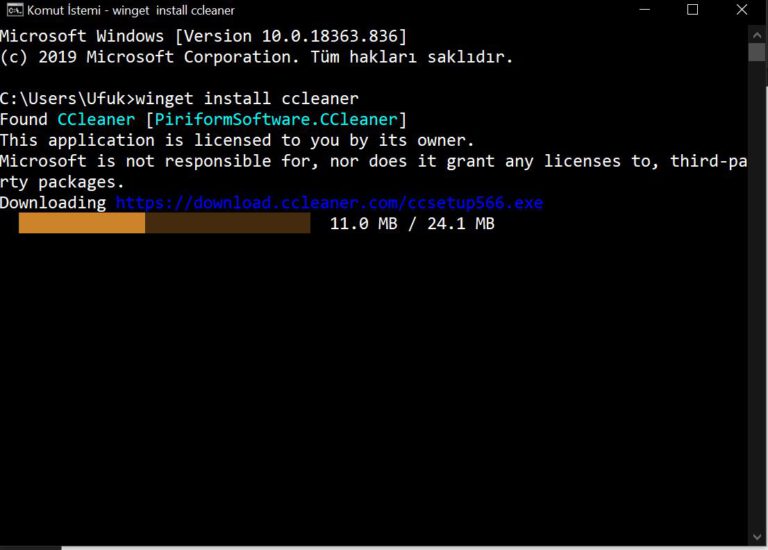 Komut İstemi - winget  install ccleaner
Microsoft Windows [Version 10.0.18363.836]
(c) 2019 Microsoft Corporation. Tüm hakları saklıdır.
C:\Users\Ufuk>winget install ccleaner
Found CCleaner [PiriformSoftware.CCleaner]
This application is licensed to you by its owner.
Microsoft is not responsible for, nor does it grant any licenses to, third-pa
rty packages.
Downloading https://download.ccleaner.com/ccsetup566.exe
11.0 MB / 24.1 MB